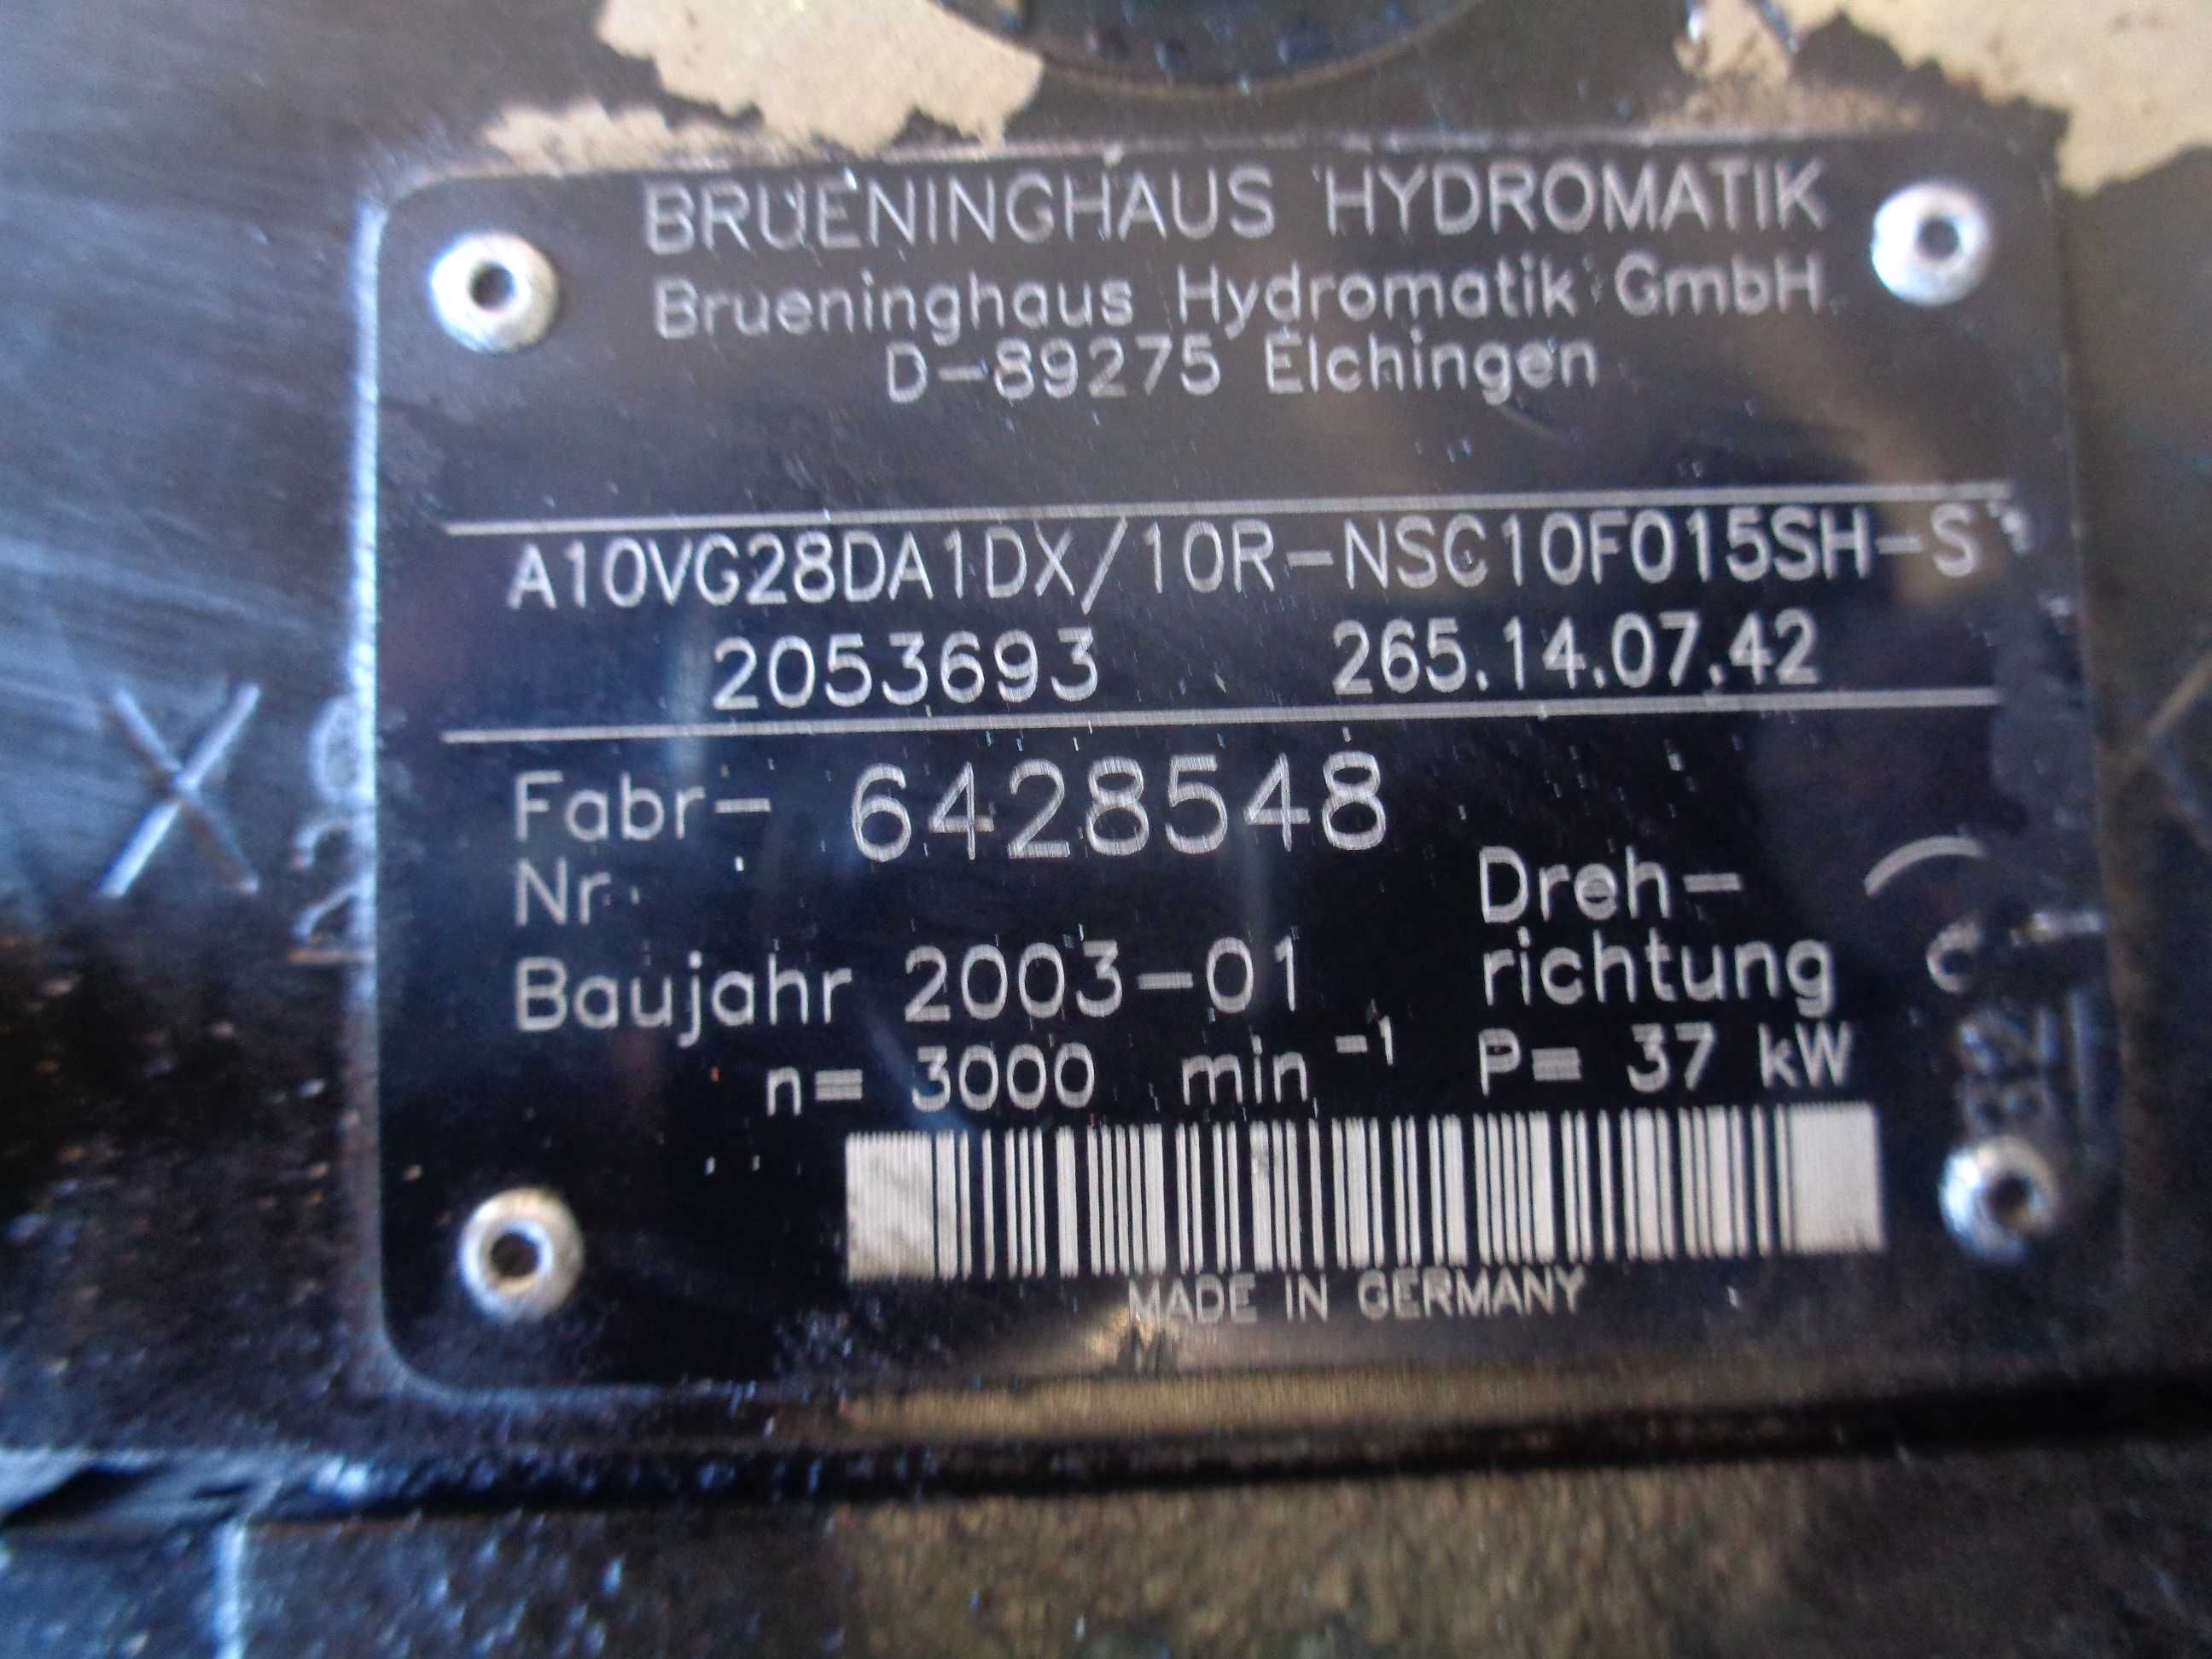 BRUENINGHAUS HYDROMATIK
Brueninghaus Hydromatik GmbH
D-89275 Elchingen
A10VG28DA1DX/10R-NSC10F015SH-S
2053693 265.14.07.42
Fabr- 6428548
Nr.
Dreh-
Baujahr 2003-01 richtung
n= 3000 min -1 P= 37 kW
MADE IN GERMANY
X